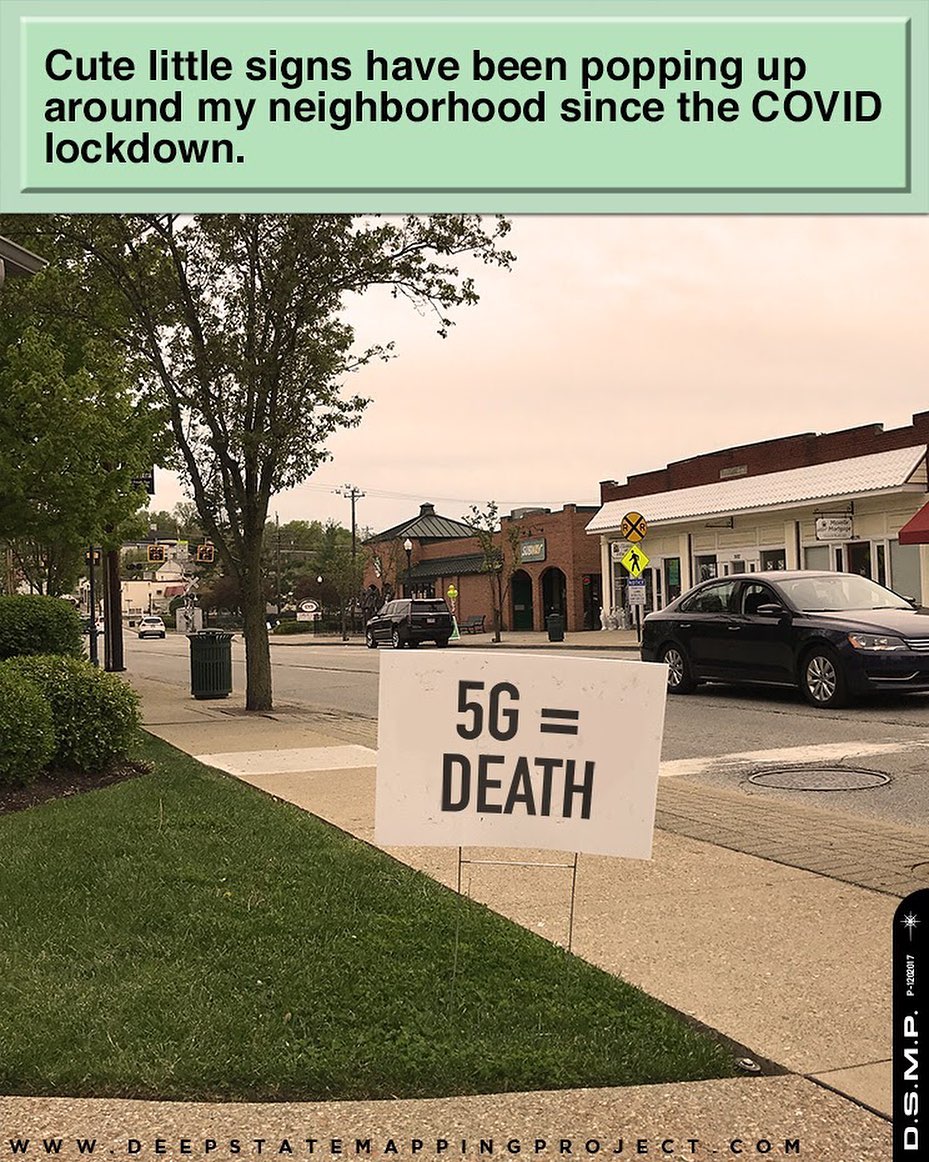 Cute little signs have been popping up
around my neighborhood since the COVID
lockdown.
SUBWAY
5G =
DEATH
P-1202017
D.S.M.P.
WWW.DEEPSTATEMAPPINGPROJECT.COM